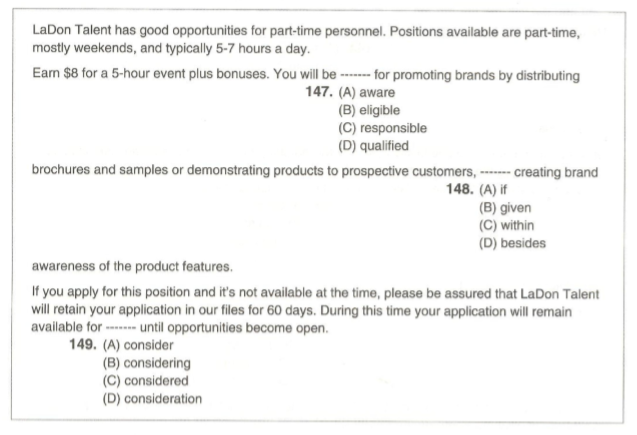 LaDon Talent has good opportunities for part-time personnel. Positions available are part-time,
mostly weekends, and typically 5-7 hours a day.
Earn $8 for a 5-hour event plus bonuses. You will be ------- for promoting brands by distributing
147. (A) aware
(B) eligible
(C) responsible
(D) qualified
brochures and samples or demonstrating products to prospective customers, ------- creating brand
148. (A) if
(B) given
(C) within
(D) besides
awareness of the product features.
If you apply for this position and it's not available at the time, please be assured that LaDon Talent
will retain your application in our files for 60 days. During this time your application will remain
available for ------- until opportunities become open.
149. (A) consider
(B) considering
(C) considered
(D) consideration